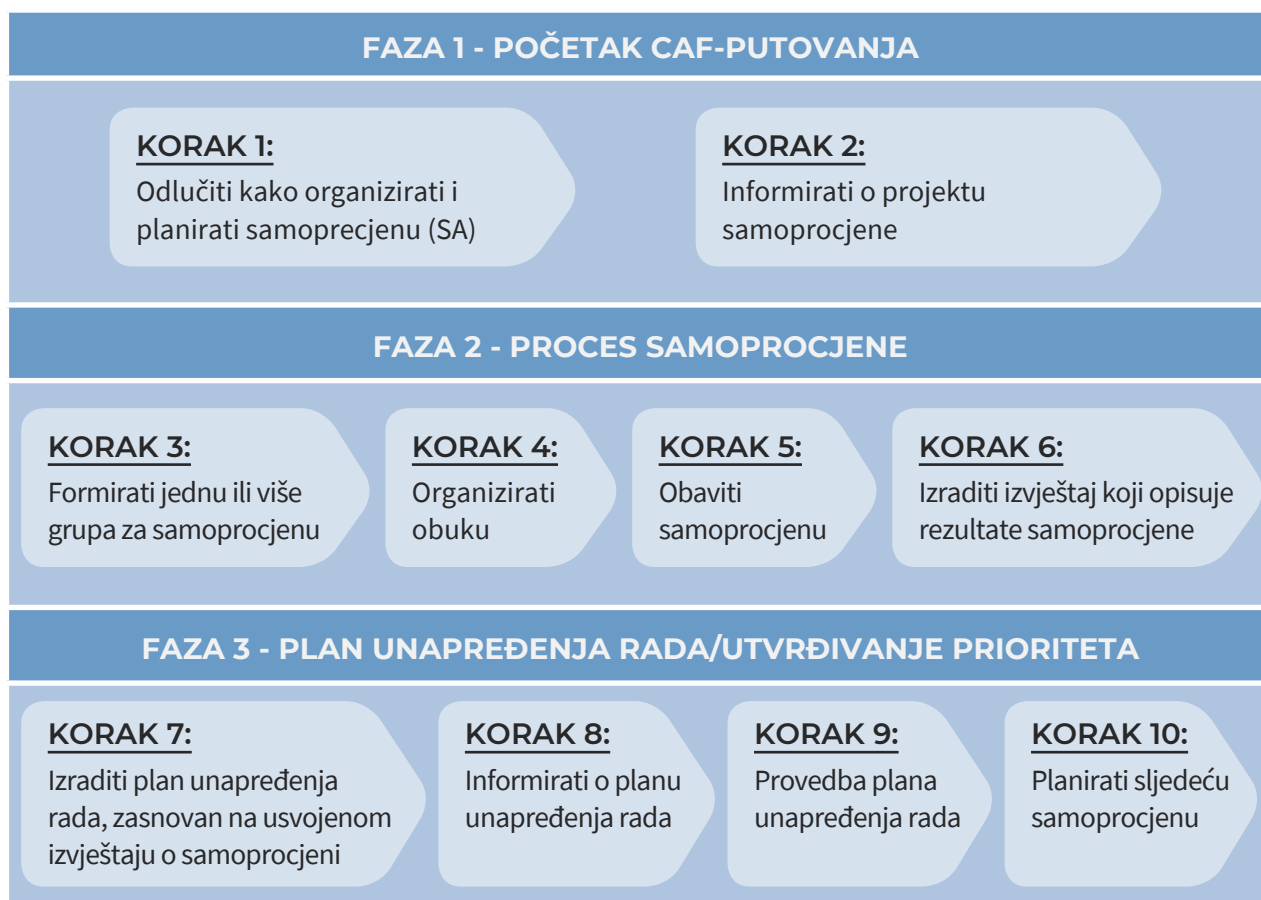 FAZA 1 - POČETAK CAF-PUTOVANJA
KORAK 1:
Odlučiti kako organizirati i
planirati samoprecjenu (SA)
KORAK 2:
Informirati o projektu
samoprocjene
FAZA 2 - PROCES SAMOPROCJENE
KORAK 3:
Formirati jednu ili više
grupa za samoprocjenu
KORAK 4:
Organizirati
obuku
KORAK 5:
Obaviti
samoprocjenu
KORAK 6:
Izraditi izvještaj koji opisuje
rezultate samoprocjene
FAZA 3 - PLAN UNAPREĐENJA RADA/UTVRĐIVANJE PRIORITETA
KORAK 7:
Izraditi plan unapređenja
rada, zasnovan na usvojenom
izvještaju o samoprocjeni
KORAK 8:
Informirati o planu
unapređenja rada
KORAK 9:
Provedba plana
unapređenja rada
KORAK 10:
Planirati sljedeću
samoprocjenu